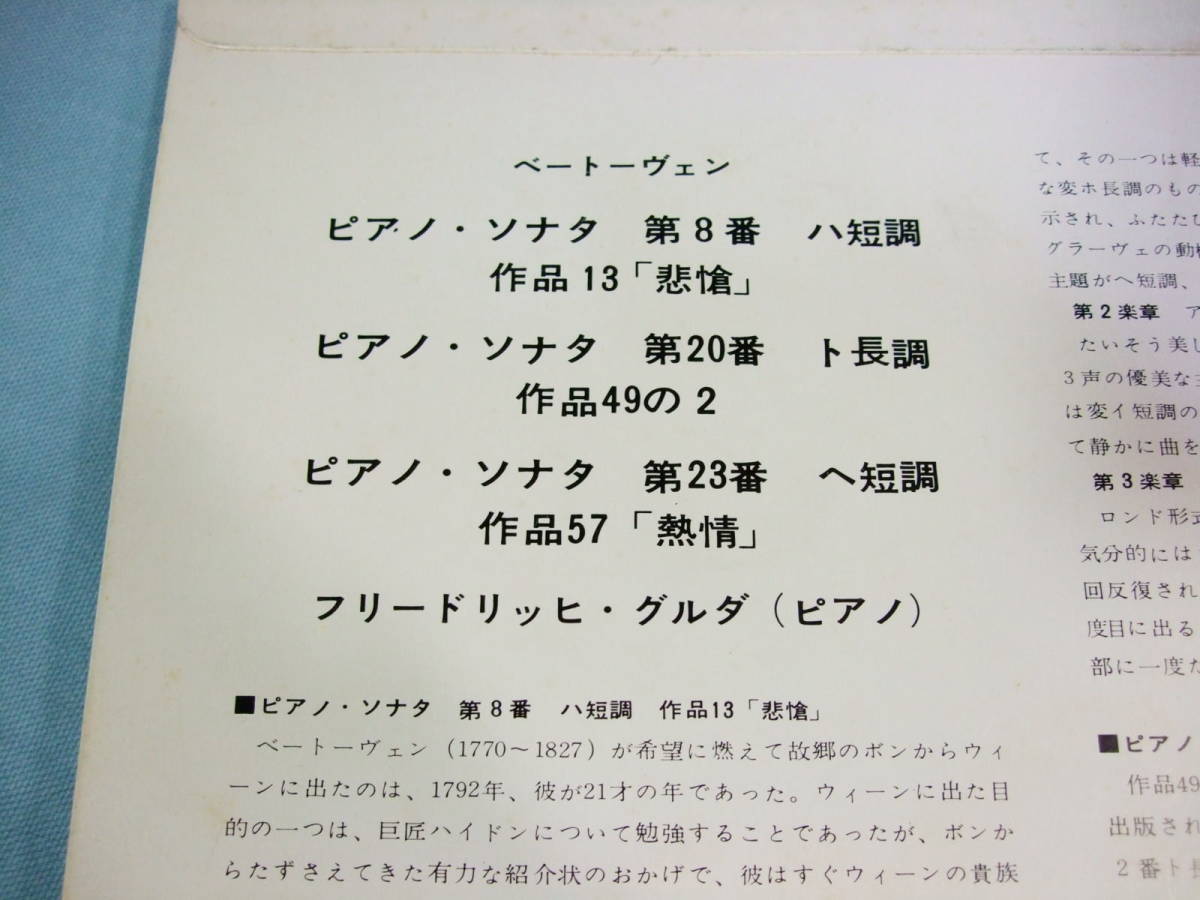 ベートーヴェン
ピアノ・ソナタ 第8番 ハ短調
作品13「悲愴」
ピアノ・ソナタ 第20番 ト長調
作品49の2
ピアノ・ソナタ 第23番 ヘ短調
作品57「熱情」
フリードリッヒ・グルダ(ピアノ)
■ピアノ・ソナタ 第8番 ハ短調 作品13「悲愴」
ベートーヴェン(1770〜1827)が希望に燃えて故郷のボンからウィ
ーンに出たのは、1792年、彼が21才の年であった。ウィーンに出た目
的の一つは、巨匠ハイドンについて勉強することであったが、ボンか
らたずさえてきた有力な紹介状のおかげで、彼はすぐウィーンの貴族
て、その一つは軽
な変ホ長調のもの
示され、ふたたび
グラーヴェの動機
主題がヘ短調、
第2楽章 ア
たいそう美し
3声の優美な
は変イ短調の
て静かに曲を
第3楽章
ロンド形式
気分的には
回反復され
度目に出る
部に一度だ
■ピアノ
作品49
出版され
2番ト長